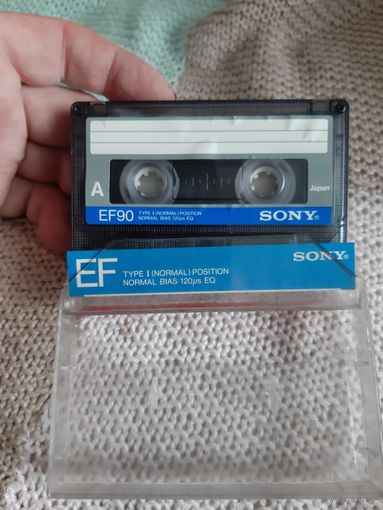 A
Japan
EF90 TYPE I (NORMAL) POSITION
NORMAL BIAS 120µs EQ
SONY®
EF
TYPE I (NORMAL) POSITION
NORMAL BIAS 120µs EQ
SONY®